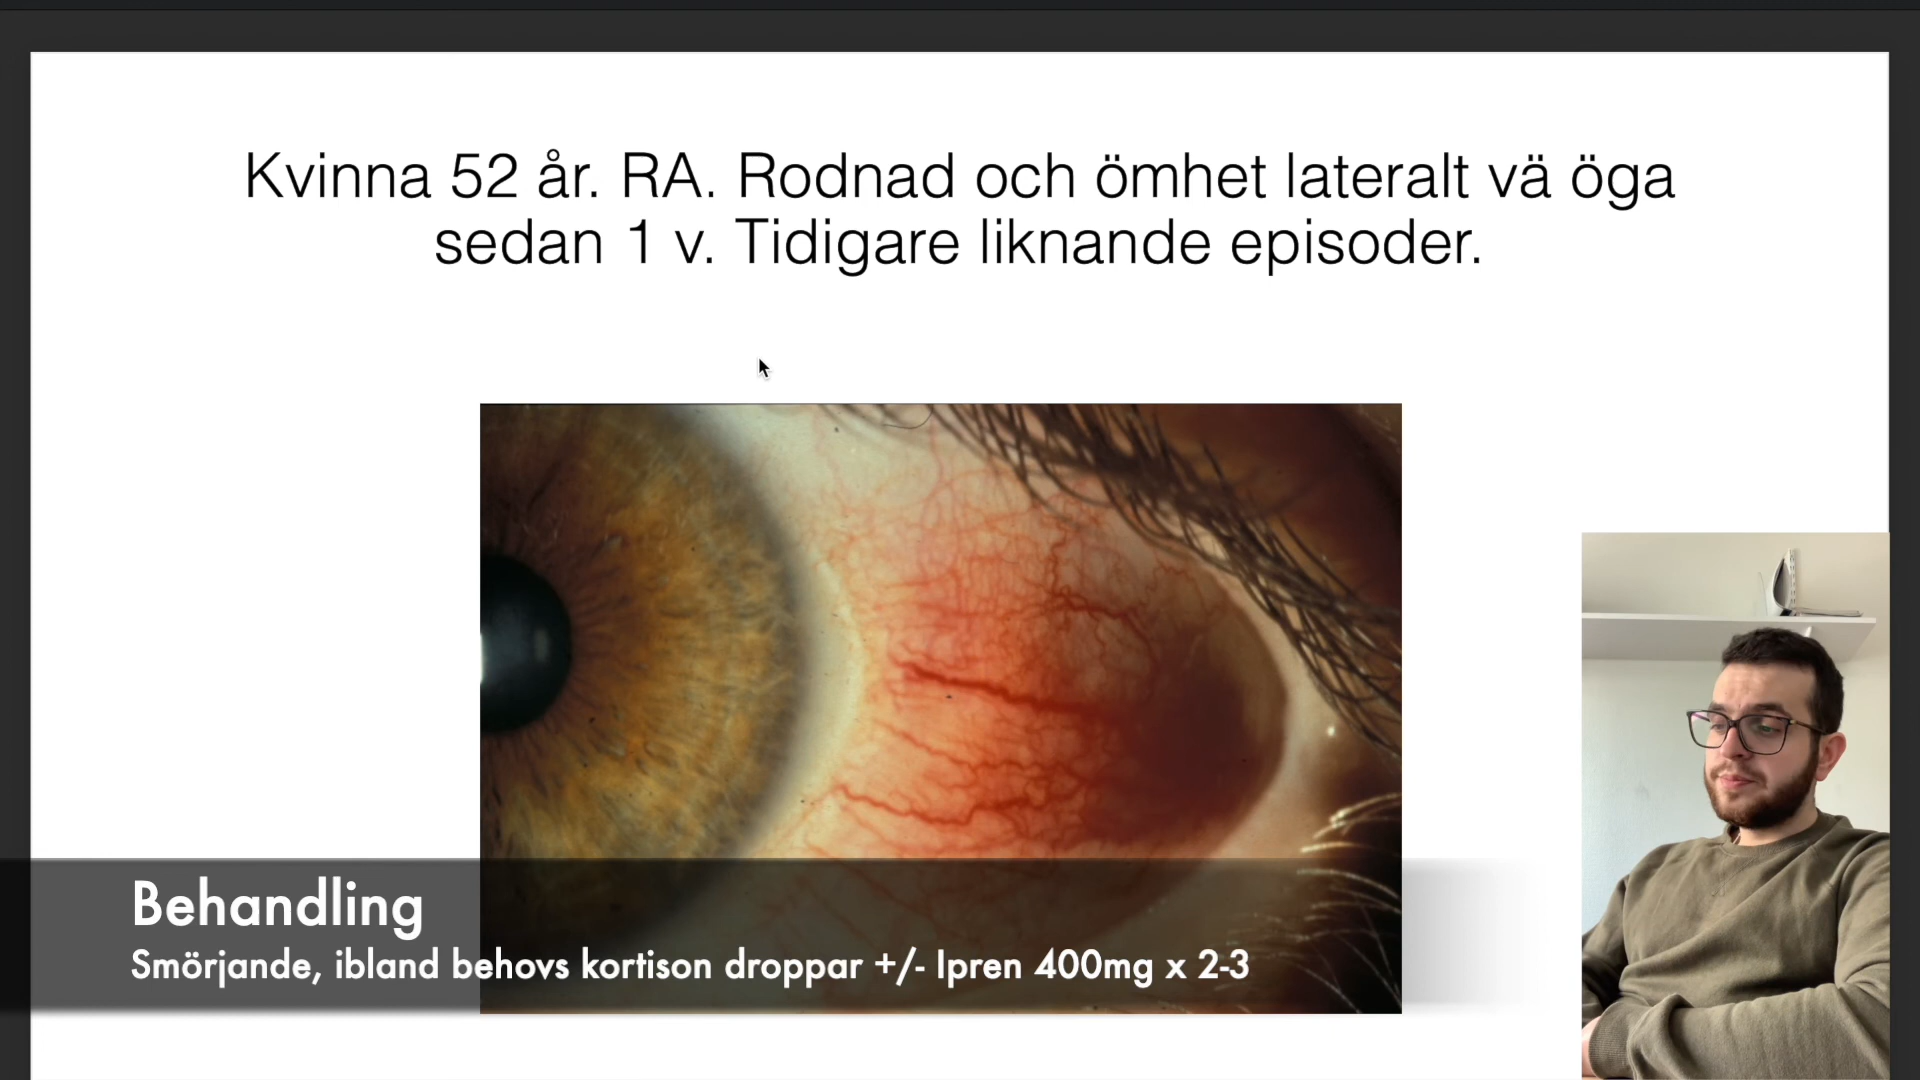 Kvinna 52 år. RA. Rodnad och ömhet lateralt vä öga
sedan 1 v. Tidigare liknande episoder.
Behandling
Smörjande, ibland behovs kortison droppar +/- Ipren 400mg x 2-3